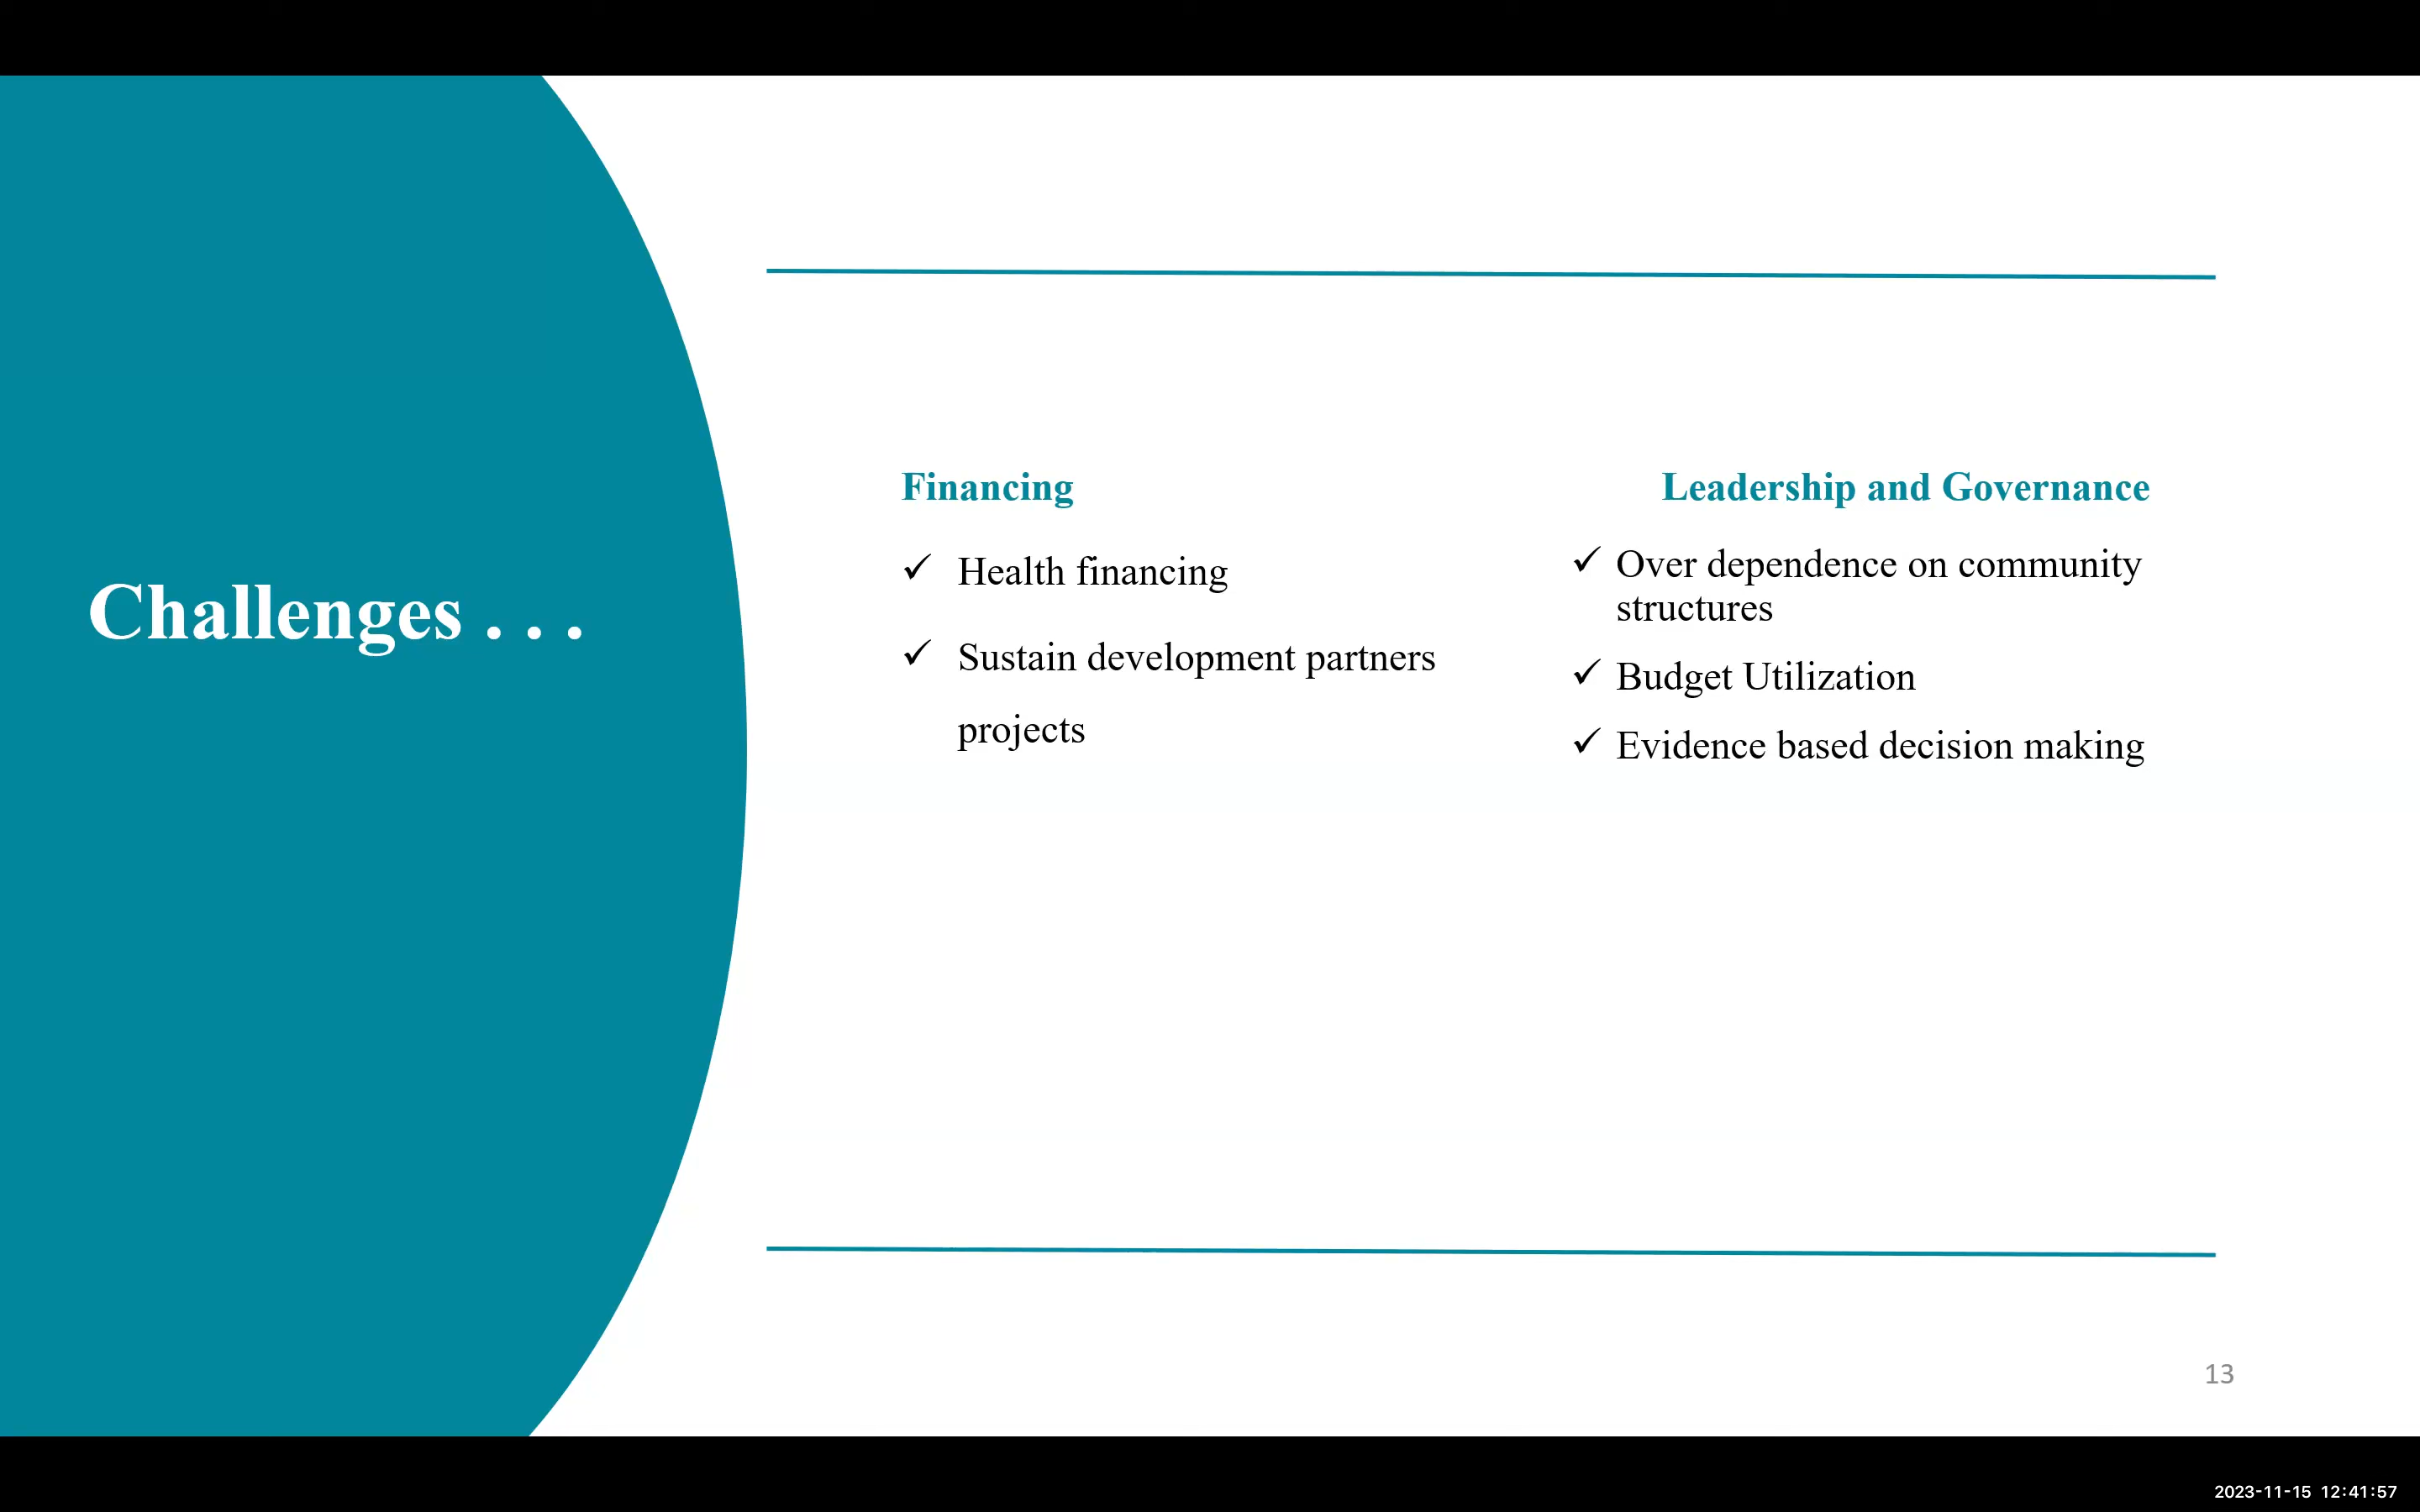 Challenges . . .
Financing
✓ Health financing
✓ Sustain development partners
projects
Leadership and Governance
✓ Over dependence on community
structures
✓ Budget Utilization
✓ Evidence based decision making
13
2023-11-15 12:41:57